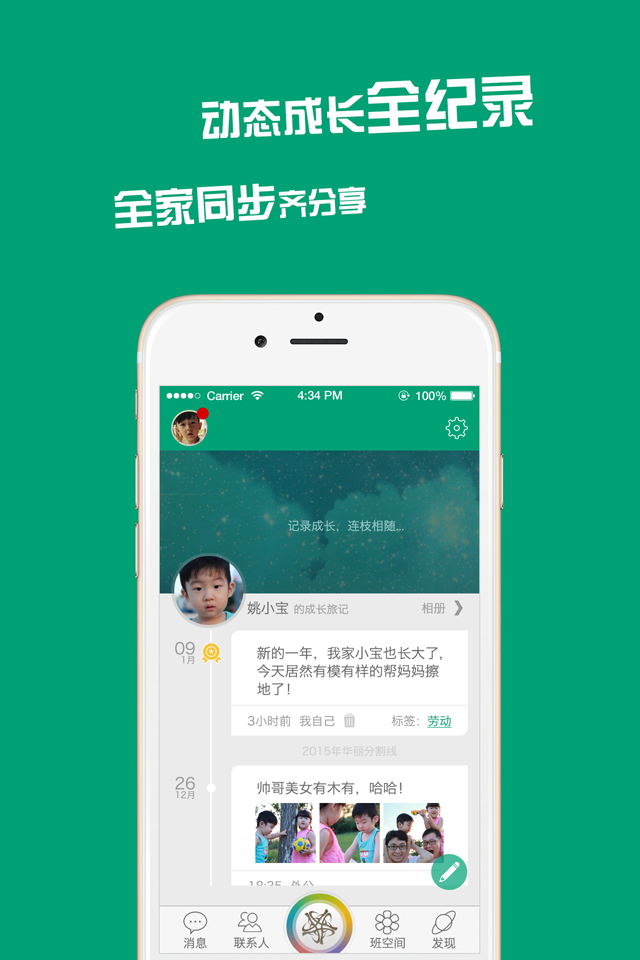 动态成长全纪录
全家同步齐分享
Carrier 4:34 PM 100%
记录成长，连枝相随...
姚小宝 的成长旅记 相册
09
1月
新的一年，我家小宝也长大了，
今天居然有模有样的帮妈妈擦
地了！
3小时前 我自己 标签：劳动
2015年华丽分割线
26
12月
帅哥美女有木有，哈哈！
18:25 外公
消息 联系人 班空间 发现